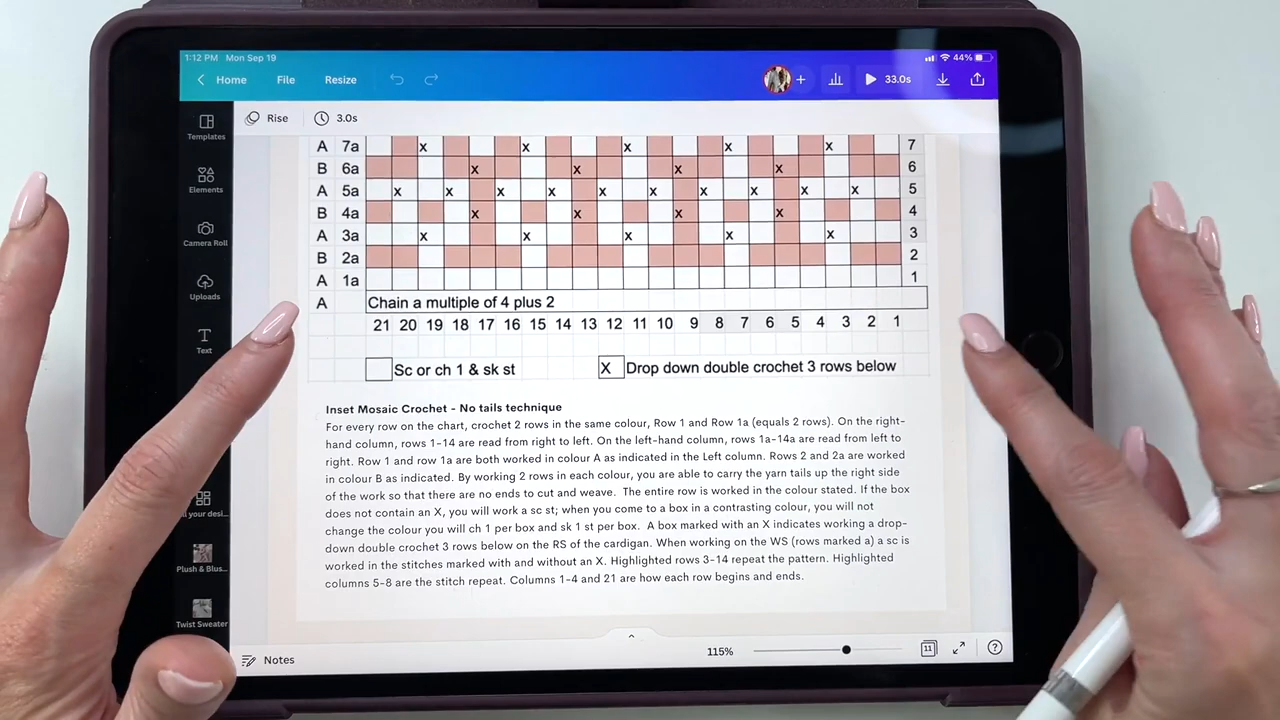 1:12 PM Mon Sep 19
44%
Home File Resize
33.0s
Rise 3.0s
Templates
Elements
Camera Roll
Uploads
Text
Plush & Blus...
Twist Sweater
A 7a x x x x x 7
B 6a x x x x 6
A 5a x x x x x x x x x x 5
B 4a x x x x 4
A 3a x x x x x 3
B 2a 2
A 1a 1
A Chain a multiple of 4 plus 2
21 20 19 18 17 16 15 14 13 12 11 10 9 8 7 6 5 4 3 2 1
Sc or ch 1 & sk st X Drop down double crochet 3 rows below
Inset Mosaic Crochet - No tails technique
For every row on the chart, crochet 2 rows in the same colour, Row 1 and Row 1a (equals 2 rows). On the right-
hand column, rows 1-14 are read from right to left. On the left-hand column, rows 1a-14a are read from left to
right. Row 1 and row 1a are both worked in colour A as indicated in the Left column. Rows 2 and 2a are worked
in colour B as indicated. By working 2 rows in each colour, you are able to carry the yarn tails up the right side
of the work so that there are no ends to cut and weave. The entire row is worked in the colour stated. If the box
does not contain an X, you will work a sc st; when you come to a box in a contrasting colour, you will not
change the colour you will ch 1 per box and sk 1 st per box. A box marked with an X indicates working a drop-
down double crochet 3 rows below on the RS of the cardigan. When working on the WS (rows marked a) a sc is
worked in the stitches marked with and without an X. Highlighted rows 3-14 repeat the pattern. Highlighted
columns 5-8 are the stitch repeat. Columns 1-4 and 21 are how each row begins and ends.
Notes 115% 11 ?